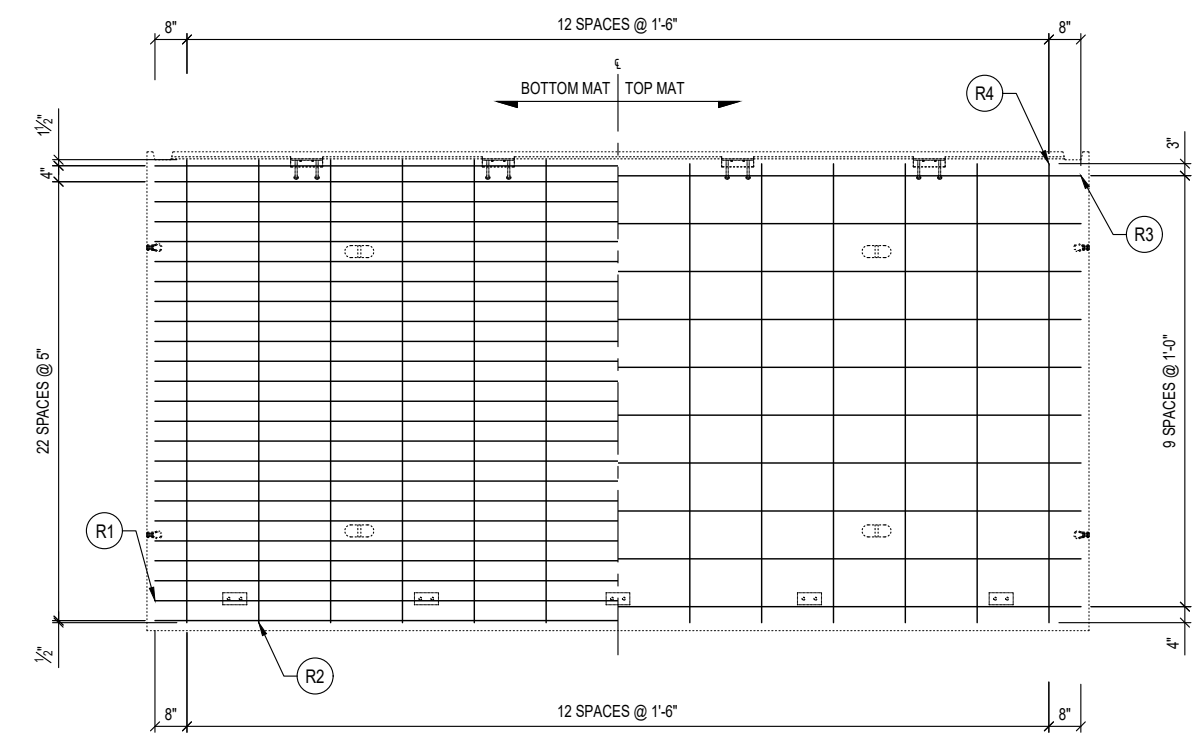 8"
12 SPACES @ 1'-6"
8"
℄
BOTTOM MAT
TOP MAT
R4
1½"
3"
4"
R3
22 SPACES @ 5"
9 SPACES @ 1'-0"
R1
½"
4"
R2
8"
12 SPACES @ 1'-6"
8"